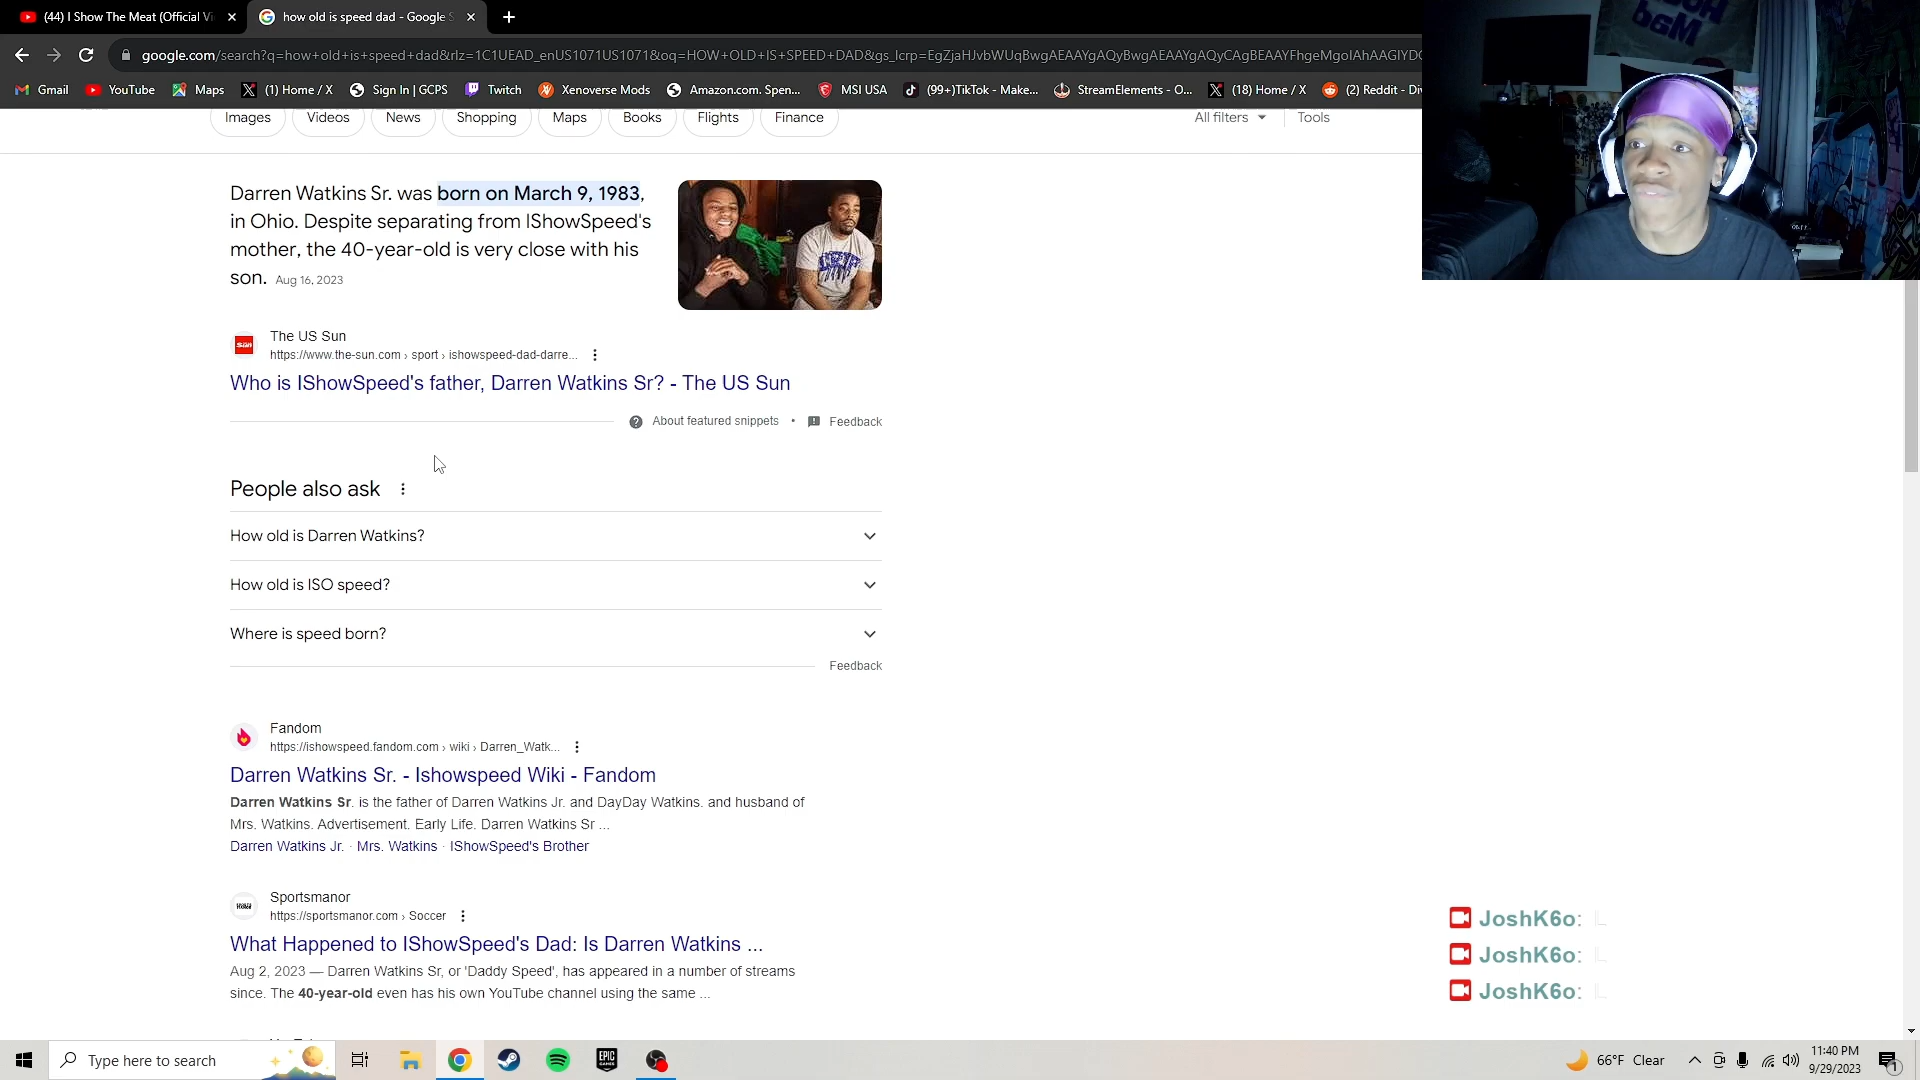 (44) I Show The Meat (Official Vi
how old is speed dad - Google S
google.com/search?q=how+old+is+speed+dad&rlz=1C1UEAD_enUS1071US1071&oq=HOW+OLD+IS+SPEED+DAD&gs_lcrp=
Gmail YouTube Maps (1) Home / X Sign In | GCPS Twitch Xenoverse Mods Amazon.com. Spen... MSI USA (99+)TikTok - Make... StreamElements - O... (18) Home / X (2) Reddit - Div
Images Videos News Shopping Maps Books Flights Finance All filters Tools
Darren Watkins Sr. was born on March 9, 1983,
in Ohio. Despite separating from IShowSpeed's
mother, the 40-year-old is very close with his
son. Aug 16, 2023
The US Sun
https://www.the-sun.com › sport › ishowspeed-dad-darre...
Who is IShowSpeed's father, Darren Watkins Sr? - The US Sun
About featured snippets • Feedback
People also ask
How old is Darren Watkins?
How old is ISO speed?
Where is speed born?
Feedback
Fandom
https://ishowspeed.fandom.com › wiki › Darren_Watk...
Darren Watkins Sr. - Ishowspeed Wiki - Fandom
Darren Watkins Sr. is the father of Darren Watkins Jr. and DayDay Watkins. and husband of
Mrs. Watkins. Advertisement. Early Life. Darren Watkins Sr ...
Darren Watkins Jr. · Mrs. Watkins · IShowSpeed's Brother
Sportsmanor
https://sportsmanor.com › Soccer
What Happened to IShowSpeed's Dad: Is Darren Watkins ...
Aug 2, 2023 — Darren Watkins Sr, or 'Daddy Speed', has appeared in a number of streams
since. The 40-year-old even has his own YouTube channel using the same ...
JoshK6o: L
JoshK6o: L
JoshK6o: L
Type here to search
EPIC GAMES
66°F Clear
11:40 PM
9/29/2023
1